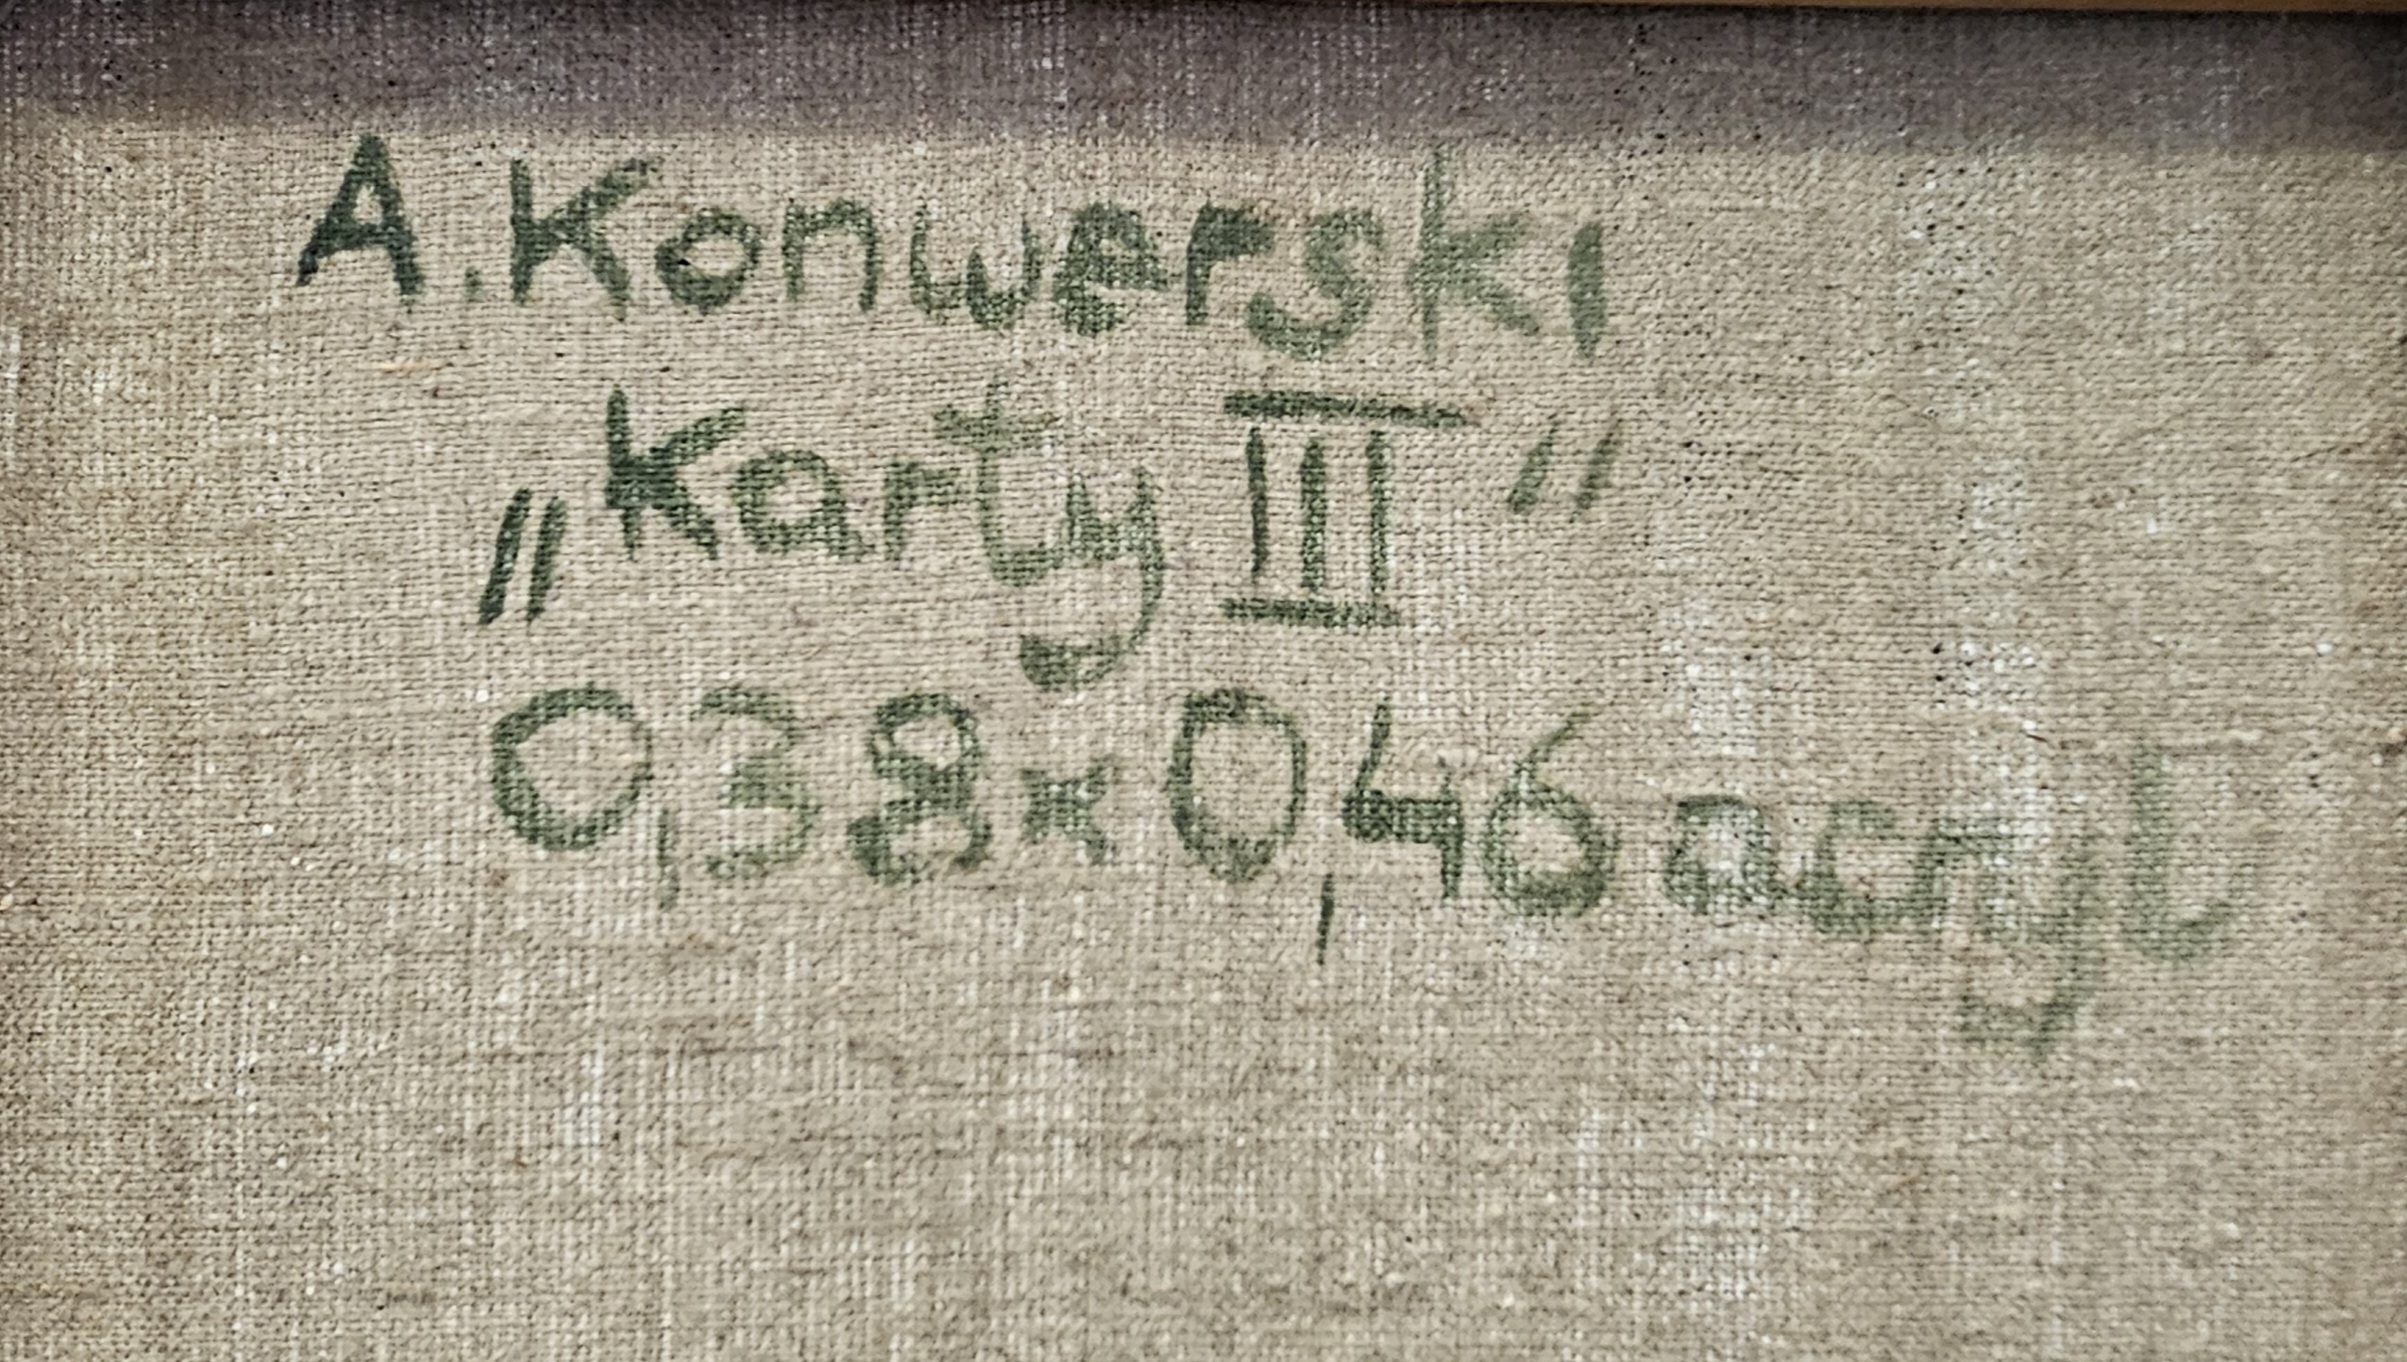 A. Konwerski
„Karty III"
0,38x0,46 acryl